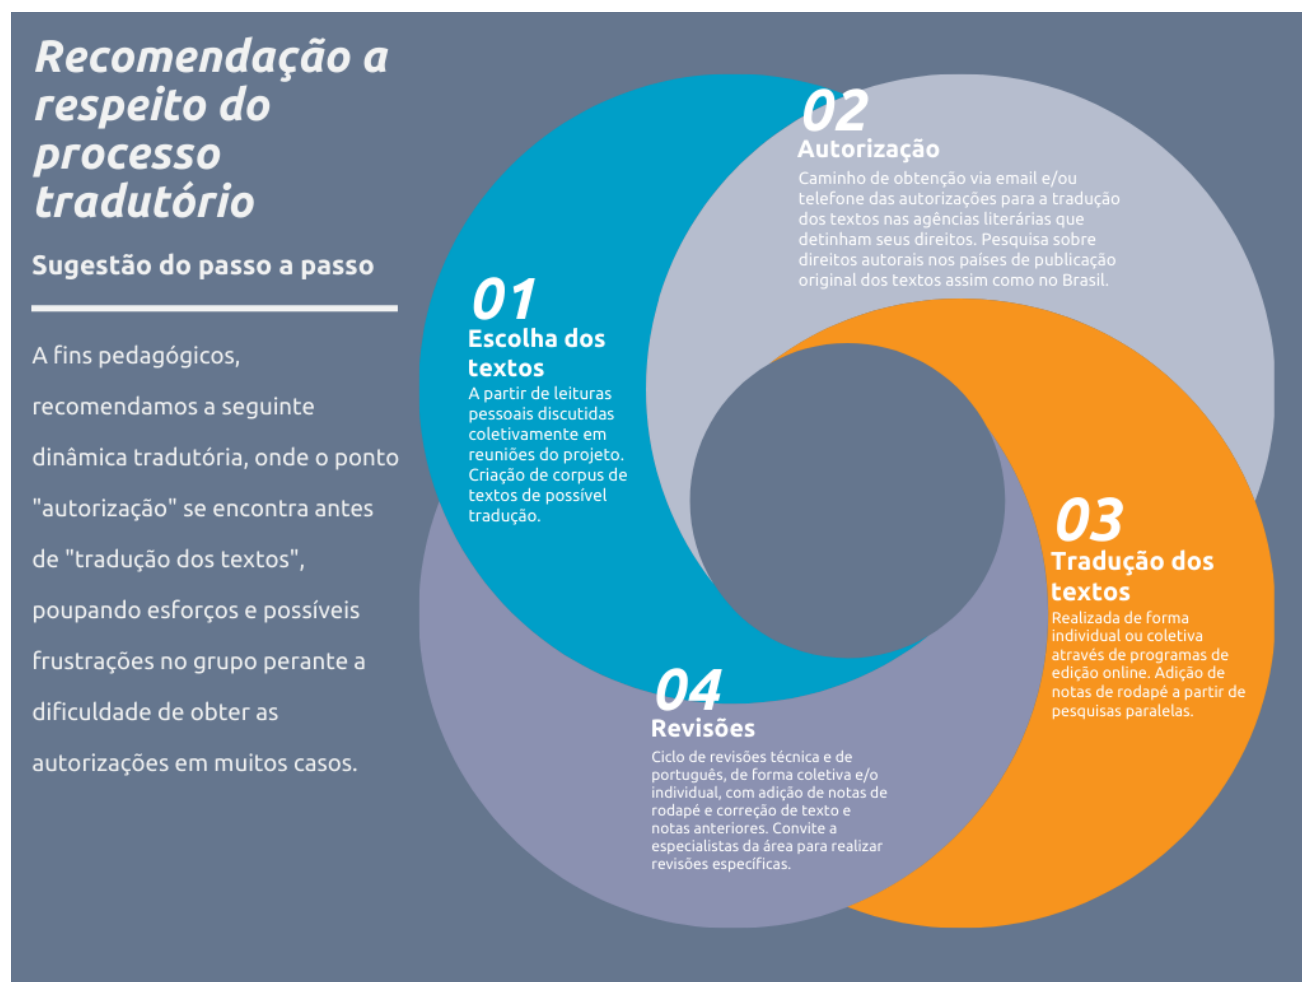 Recomendação a
respeito do
processo
tradutório
Sugestão do passo a passo
A fins pedagógicos,
recomendamos a seguinte
dinâmica tradutória, onde o ponto
"autorização" se encontra antes
de "tradução dos textos",
poupando esforços e possíveis
frustrações no grupo perante a
dificuldade de obter as
autorizações em muitos casos.
01
Escolha dos
textos
A partir de leituras
pessoais discutidas
coletivamente em
reuniões do projeto.
Criação de corpus de
textos de possível
tradução.
02
Autorização
Caminho de obtenção via email e/ou
telefone das autorizações para a tradução
dos textos nas agências literárias que
detinham seus direitos. Pesquisa sobre
direitos autorais nos países de publicação
original dos textos assim como no Brasil.
03
Tradução dos
textos
Realizada de forma
individual ou coletiva
através de programas de
edição online. Adição de
notas de rodapé a partir de
pesquisas paralelas.
04
Revisões
Ciclo de revisões técnica e de
português, de forma coletiva e/o
individual, com adição de notas de
rodapé e correção de texto e
notas anteriores. Convite a
especialistas da área para realizar
revisões específicas.